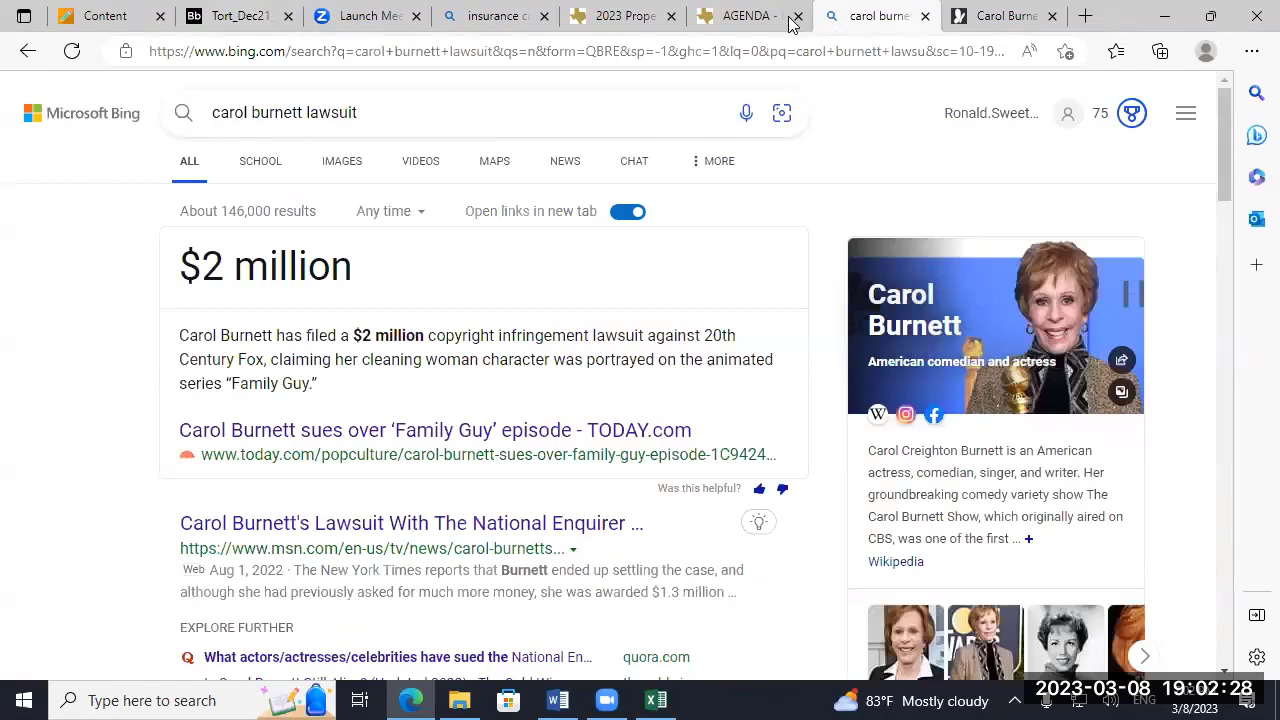 Content
Tort_Dec21_
Launch Mee
insurance co
2023 Prope
AGENDA -
carol burne
Carol Burne
https://www.bing.com/search?q=carol+burnett+lawsuit&qs=n&form=QBRE&sp=-1&ghc=1&lq=0&pq=carol+burnett+lawsu&sc=10-19...
Microsoft Bing
carol burnett lawsuit
Ronald.Sweet...
75
ALL
SCHOOL
IMAGES
VIDEOS
MAPS
NEWS
CHAT
MORE
About 146,000 results
Any time
Open links in new tab
$2 million
Carol Burnett has filed a $2 million copyright infringement lawsuit against 20th
Century Fox, claiming her cleaning woman character was portrayed on the animated
series “Family Guy.”
Carol Burnett sues over ‘Family Guy’ episode - TODAY.com
www.today.com/popculture/carol-burnett-sues-over-family-guy-episode-1C9424...
Was this helpful?
Carol Burnett's Lawsuit With The National Enquirer ...
https://www.msn.com/en-us/tv/news/carol-burnetts...
Web Aug 1, 2022 · The New York Times reports that Burnett ended up settling the case, and
although she had previously asked for much more money, she was awarded $1.3 million ...
EXPLORE FURTHER
What actors/actresses/celebrities have sued the National En...
quora.com
Carol
Burnett
American comedian and actress
Carol Creighton Burnett is an American
actress, comedian, singer, and writer. Her
groundbreaking comedy variety show The
Carol Burnett Show, which originally aired on
CBS, was one of the first ... +
Wikipedia
Type here to search
83°F Mostly cloudy
ENG
2023-03-08 19:02:28
3/8/2023